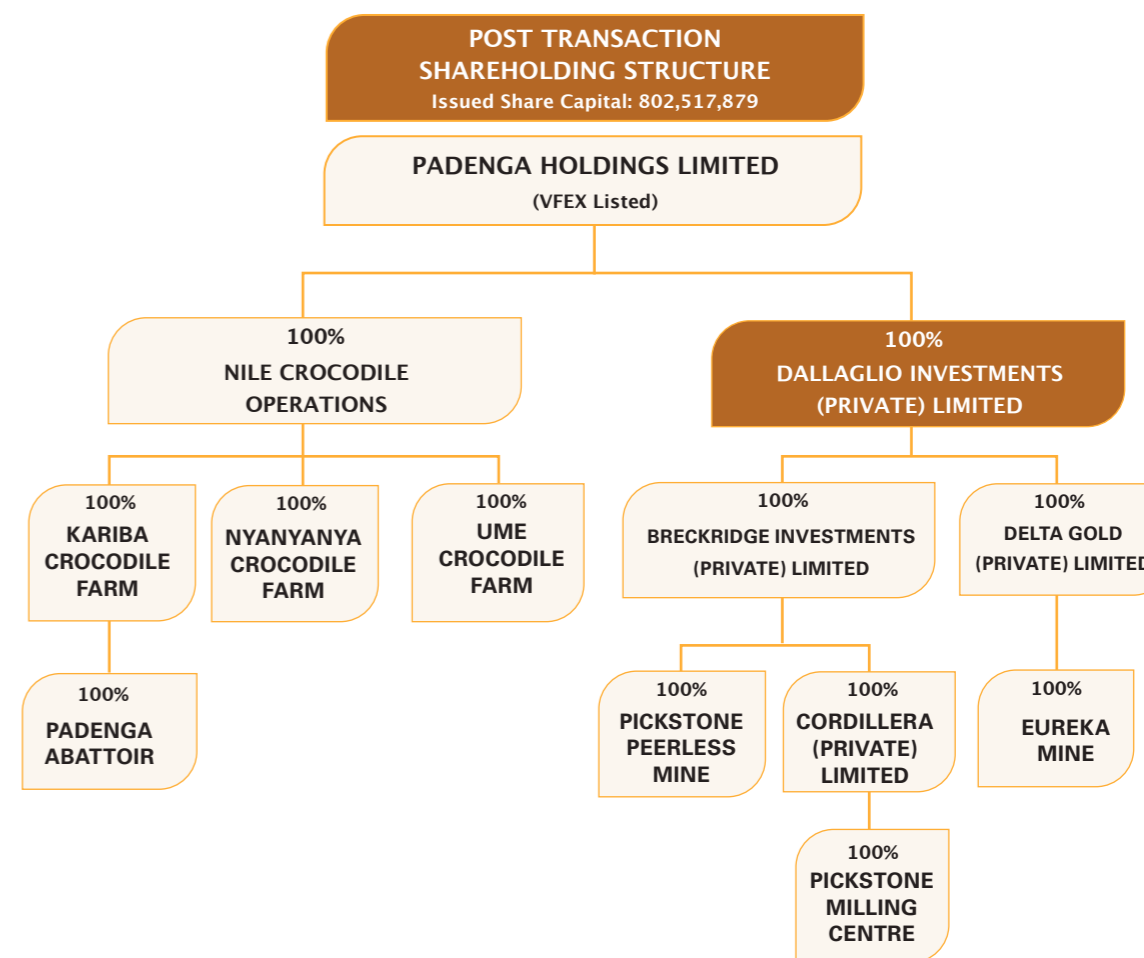 POST TRANSACTION
SHAREHOLDING STRUCTURE
Issued Share Capital: 802,517,879
PADENGA HOLDINGS LIMITED
(VFEX Listed)
100%
NILE CROCODILE
OPERATIONS
100%
DALLAGLIO INVESTMENTS
(PRIVATE) LIMITED
100%
KARIBA
CROCODILE
FARM
100%
NYANYANYA
CROCODILE
FARM
100%
UME
CROCODILE
FARM
100%
BRECKRIDGE INVESTMENTS
(PRIVATE) LIMITED
100%
DELTA GOLD
(PRIVATE) LIMITED
100%
PADENGA
ABATTOIR
100%
PICKSTONE
PEERLESS
MINE
100%
CORDILLERA
(PRIVATE)
LIMITED
100%
EUREKA
MINE
100%
PICKSTONE
MILLING
CENTRE